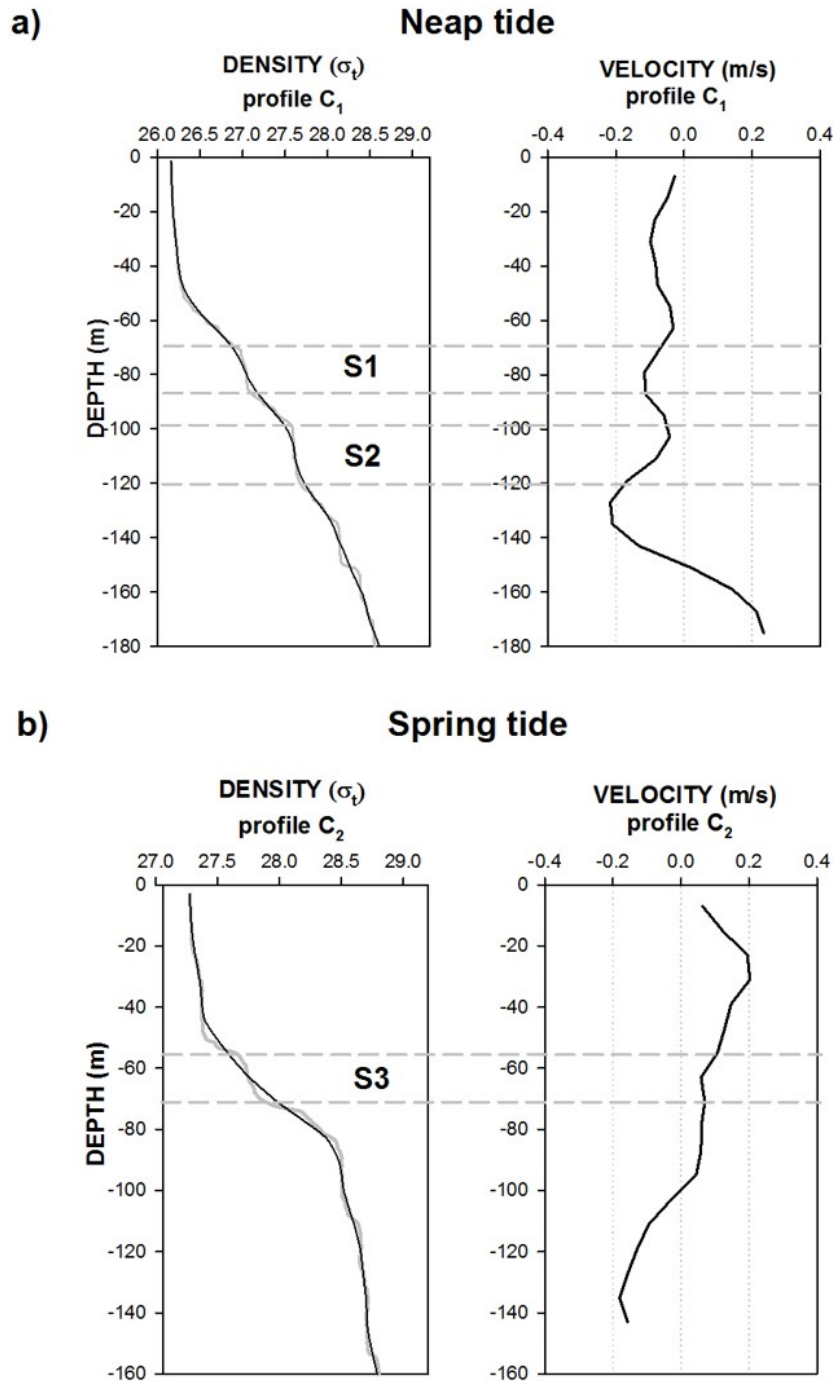 a)
Neap tide
DENSITY (σt)
profile C1
26.0 26.5 27.0 27.5 28.0 28.5 29.0
VELOCITY (m/s)
profile C1
-0.4 -0.2 0.0 0.2 0.4
DEPTH (m)
0
-20
-40
-60
-80
-100
-120
-140
-160
-180
S1
S2
0
-20
-40
-60
-80
-100
-120
-140
-160
-180
b)
Spring tide
DENSITY (σt)
profile C2
27.0 27.5 28.0 28.5 29.0
VELOCITY (m/s)
profile C2
-0.4 -0.2 0.0 0.2 0.4
DEPTH (m)
0
-20
-40
-60
-80
-100
-120
-140
-160
S3
0
-20
-40
-60
-80
-100
-120
-140
-160